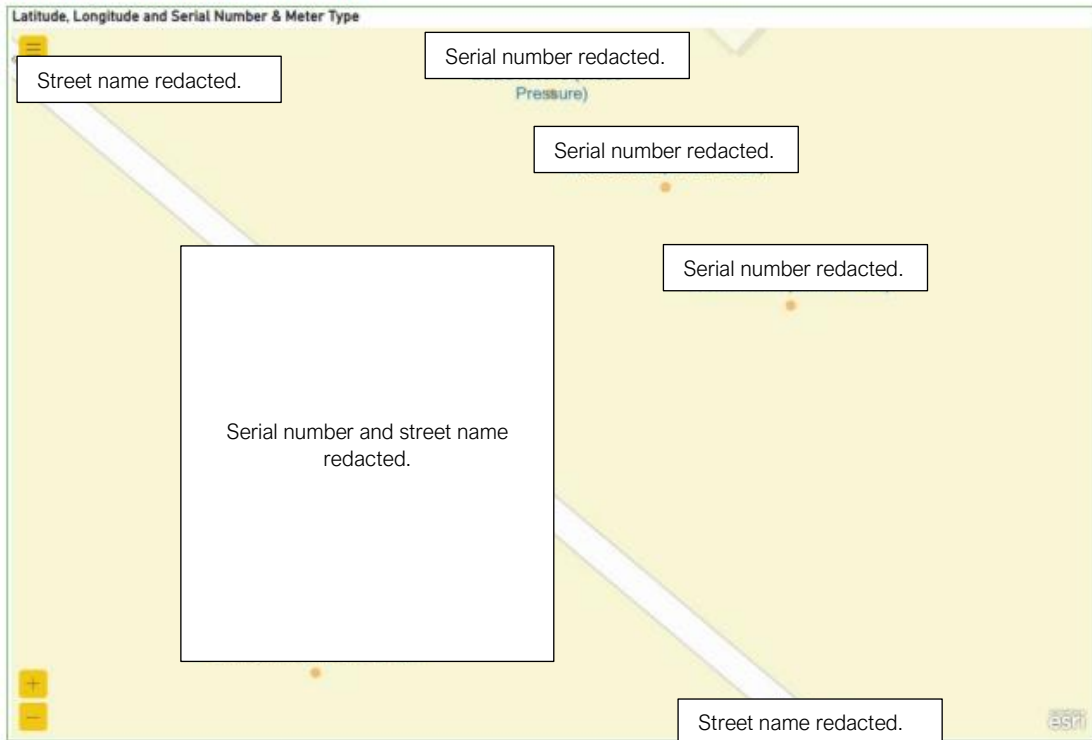 Latitude, Longitude and Serial Number & Meter Type
Serial number redacted.
Street name redacted.
Pressure)
Serial number redacted.
Serial number redacted.
Serial number and street name
redacted.
Street name redacted.
esri